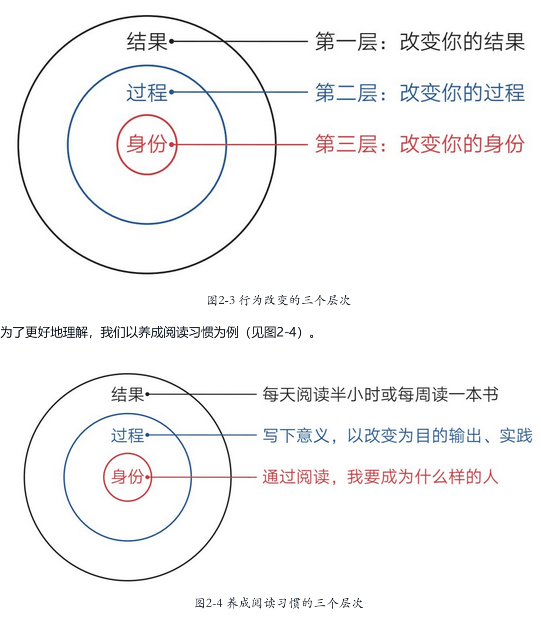 结果
第一层：改变你的结果
过程
第二层：改变你的过程
身份
第三层：改变你的身份
图2-3 行为改变的三个层次
为了更好地理解，我们以养成阅读习惯为例（见图2-4）。
结果
每天阅读半小时或每周读一本书
过程
写下意义，以改变为目的输出、实践
身份
通过阅读，我要成为什么样的人
图2-4 养成阅读习惯的三个层次